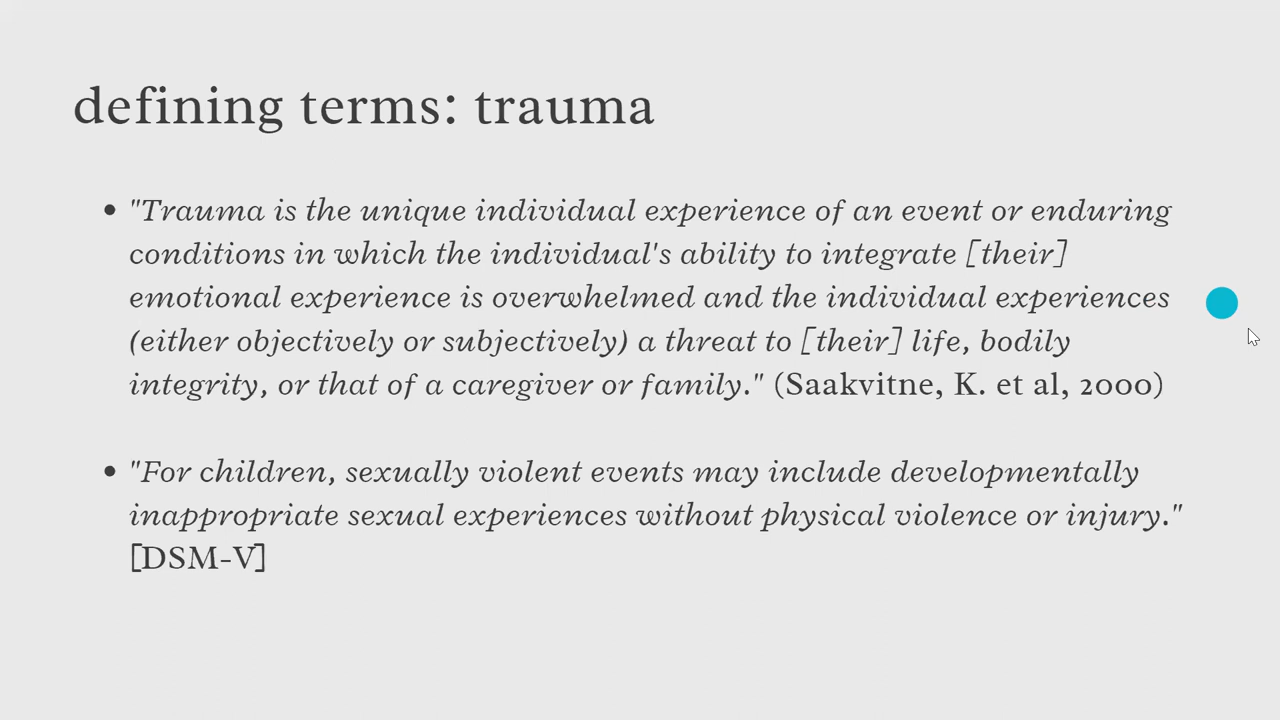 defining terms: trauma
• "Trauma is the unique individual experience of an event or enduring
conditions in which the individual's ability to integrate [their]
emotional experience is overwhelmed and the individual experiences
(either objectively or subjectively) a threat to [their] life, bodily
integrity, or that of a caregiver or family." (Saakvitne, K. et al, 2000)
• "For children, sexually violent events may include developmentally
inappropriate sexual experiences without physical violence or injury."
[DSM-V]